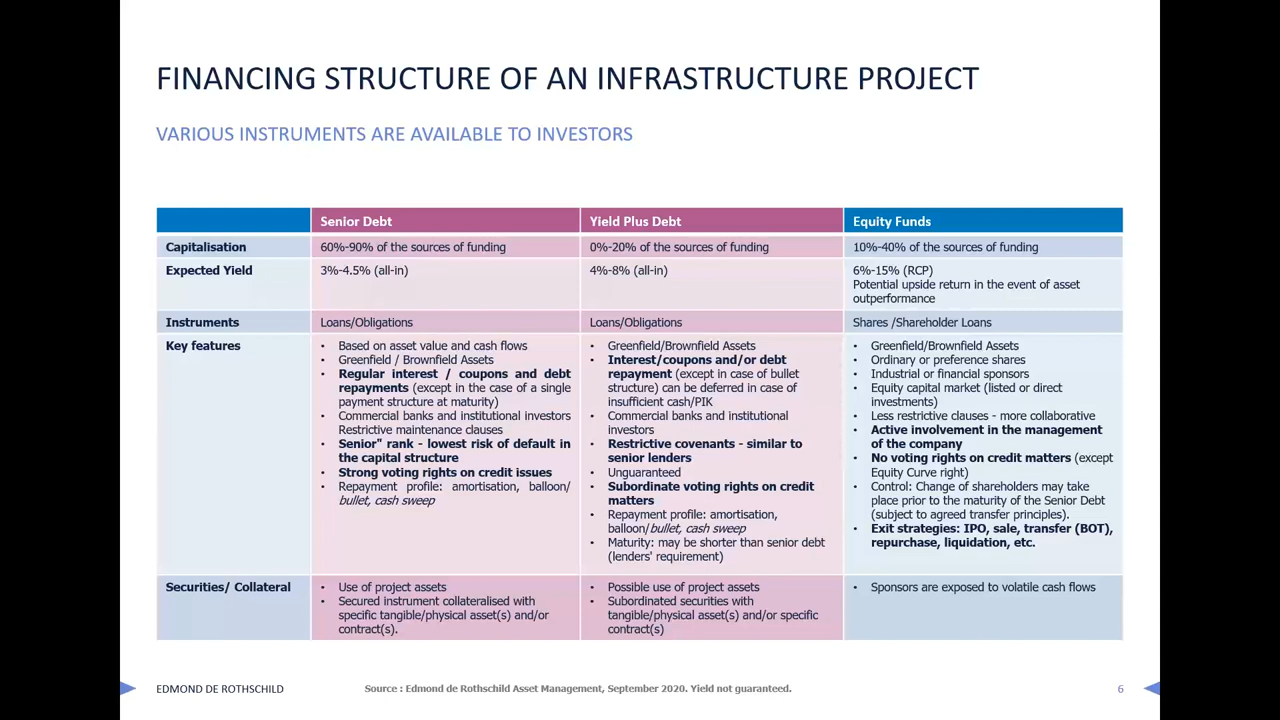 FINANCING STRUCTURE OF AN INFRASTRUCTURE PROJECT
VARIOUS INSTRUMENTS ARE AVAILABLE TO INVESTORS
Senior Debt
Yield Plus Debt
Equity Funds
Capitalisation
60%-90% of the sources of funding
0%-20% of the sources of funding
10%-40% of the sources of funding
Expected Yield
3%-4.5% (all-in)
4%-8% (all-in)
6%-15% (RCP)
Potential upside return in the event of asset
outperformance
Instruments
Loans/Obligations
Loans/Obligations
Shares /Shareholder Loans
Key features
• Based on asset value and cash flows
• Greenfield / Brownfield Assets
• Regular interest / coupons and debt
repayments (except in the case of a single
payment structure at maturity)
• Commercial banks and institutional investors
Restrictive maintenance clauses
• Senior" rank - lowest risk of default in
the capital structure
• Strong voting rights on credit issues
• Repayment profile: amortisation, balloon/
bullet, cash sweep
• Greenfield/Brownfield Assets
• Interest/coupons and/or debt
repayment (except in case of bullet
structure) can be deferred in case of
insufficient cash/PIK
• Commercial banks and institutional
investors
• Restrictive covenants - similar to
senior lenders
• Unguaranteed
• Subordinate voting rights on credit
matters
• Repayment profile: amortisation,
balloon/bullet, cash sweep
• Maturity: may be shorter than senior debt
(lenders' requirement)
• Greenfield/Brownfield Assets
• Ordinary or preference shares
• Industrial or financial sponsors
• Equity capital market (listed or direct
investments)
• Less restrictive clauses - more collaborative
• Active involvement in the management
of the company
• No voting rights on credit matters (except
Equity Curve right)
• Control: Change of shareholders may take
place prior to the maturity of the Senior Debt
(subject to agreed transfer principles).
• Exit strategies: IPO, sale, transfer (BOT),
repurchase, liquidation, etc.
Securities/ Collateral
• Use of project assets
• Secured instrument collateralised with
specific tangible/physical asset(s) and/or
contract(s).
• Possible use of project assets
• Subordinated securities with
tangible/physical asset(s) and/or specific
contract(s)
• Sponsors are exposed to volatile cash flows
EDMOND DE ROTHSCHILD
Source : Edmond de Rothschild Asset Management, September 2020. Yield not guaranteed.
6